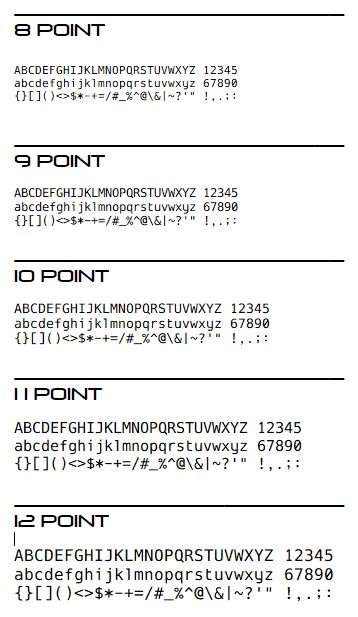 8 POINT
ABCDEFGHIJKLMNOPQRSTUVWXYZ 12345
abcdefghijklmnopqrstuvwxyz 67890
{}[]()<>$*-+=/#_%^@\&|~?'" !,.;:
9 POINT
ABCDEFGHIJKLMNOPQRSTUVWXYZ 12345
abcdefghijklmnopqrstuvwxyz 67890
{}[]()<>$*-+=/#_%^@\&|~?'" !,.;:
10 POINT
ABCDEFGHIJKLMNOPQRSTUVWXYZ 12345
abcdefghijklmnopqrstuvwxyz 67890
{}[]()<>$*-+=/#_%^@\&|~?'" !,.;:
11 POINT
ABCDEFGHIJKLMNOPQRSTUVWXYZ 12345
abcdefghijklmnopqrstuvwxyz 67890
{}[]()<>$*-+=/#_%^@\&|~?'" !,.;:
12 POINT
ABCDEFGHIJKLMNOPQRSTUVWXYZ 12345
abcdefghijklmnopqrstuvwxyz 67890
{}[]()<>$*-+=/#_%^@\&|~?'" !,.;: